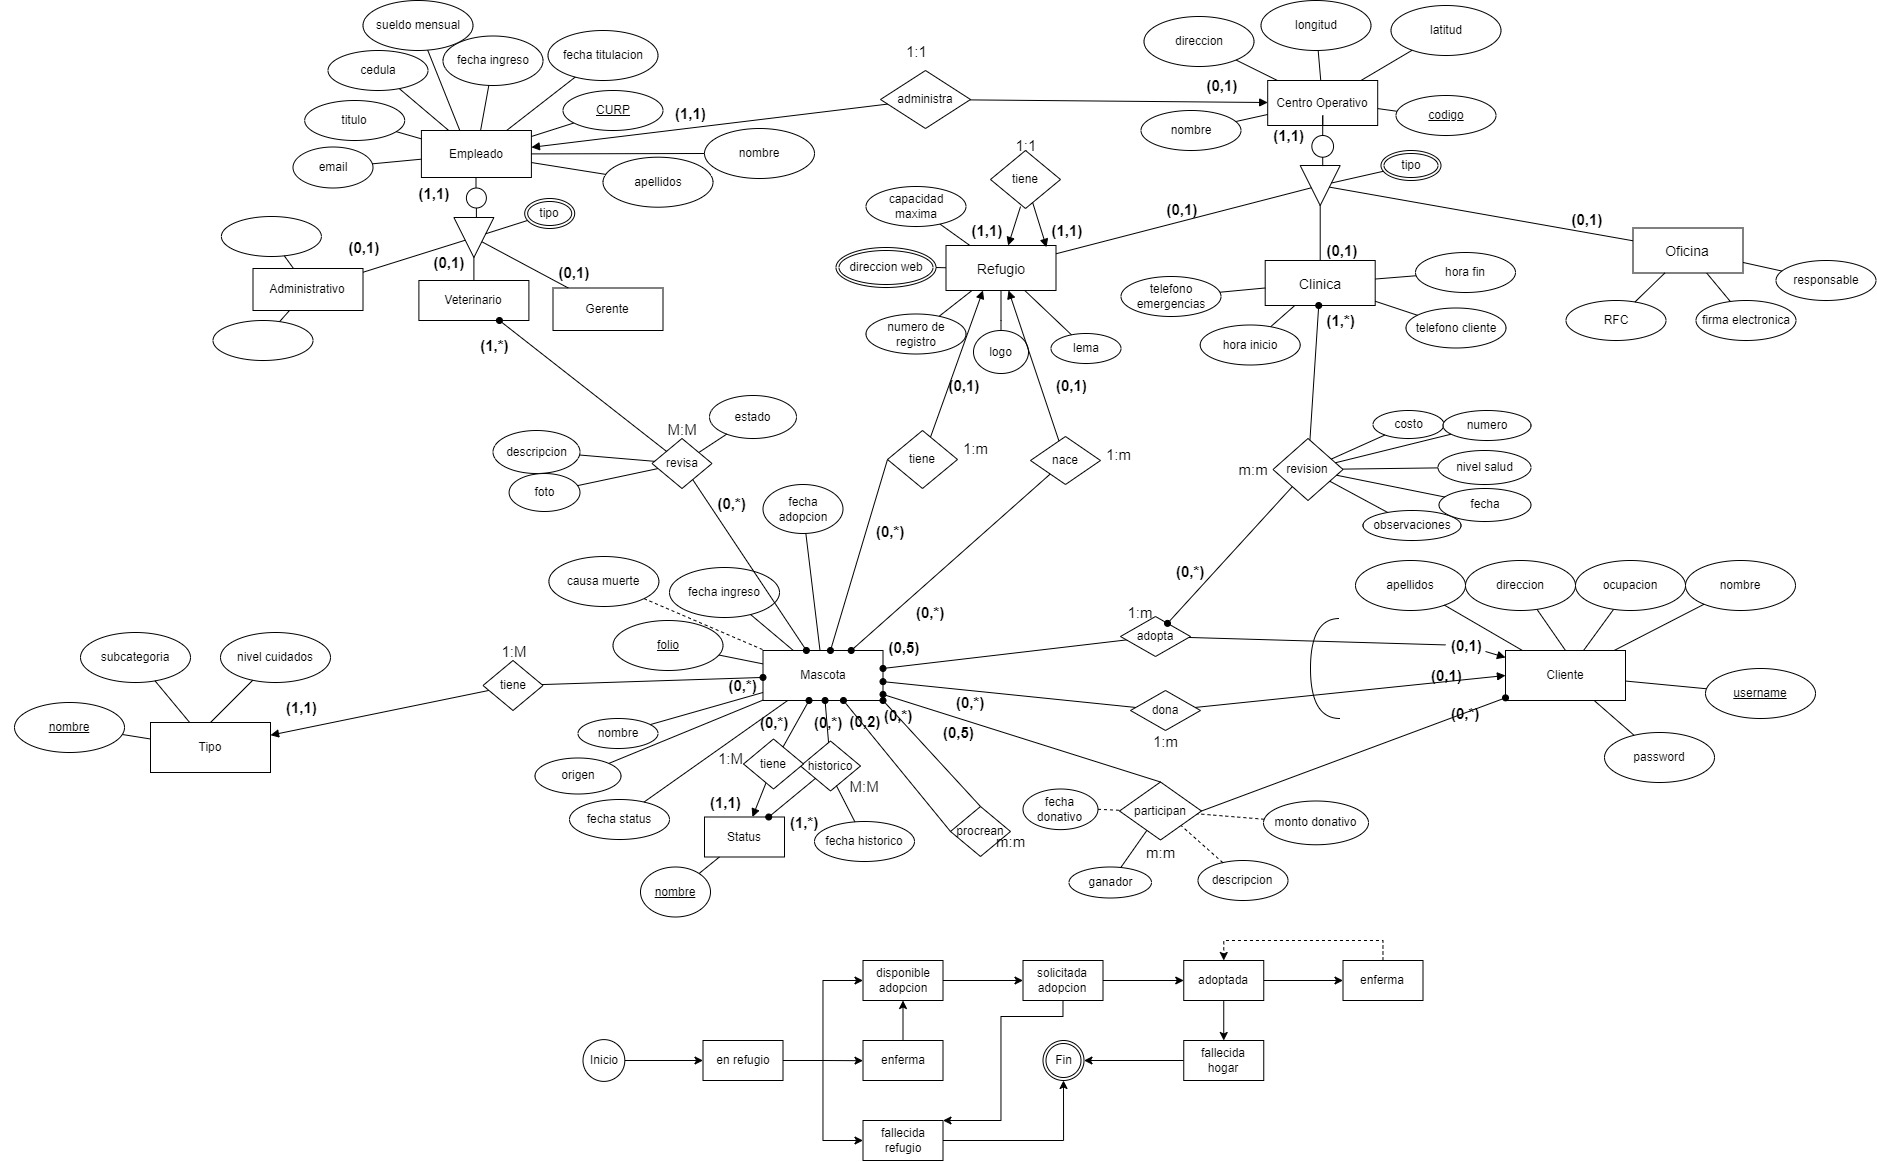 sueldo mensual
cedula
fecha ingreso
fecha titulacion
titulo
CURP
email
Empleado
nombre
apellidos
1:1
administra
(1,1)
(0,1)
direccion
longitud
latitud
Centro Operativo
nombre
codigo
(1,1)
tipo
(1,1)
tipo
(0,1)
(0,1)
(0,1)
Administrativo
Veterinario
Gerente
(1,*)
1:1
tiene
capacidad
maxima
(1,1)
(1,1)
(0,1)
direccion web
Refugio
numero de
registro
logo
lema
(0,1)
(0,1)
(0,1)
telefono
emergencias
Clinica
hora fin
hora inicio
telefono cliente
(1,*)
(0,1)
Oficina
responsable
RFC
firma electronica
M:M
estado
descripcion
revisa
foto
(0,*)
tiene
1:m
nace
1:m
(0,*)
(0,*)
m:m
revision
costo
numero
nivel salud
fecha
observaciones
(0,*)
fecha
adopcion
causa muerte
fecha ingreso
folio
Mascota
(0,5)
1:m
adopta
(0,1)
(0,1)
apellidos
direccion
ocupacion
nombre
Cliente
username
password
subcategoria
nivel cuidados
nombre
Tipo
(1,1)
1:M
tiene
(0,*)
nombre
origen
fecha status
(0,*)
(0,*)
(0,2)
(0,*)
(0,*)
(0,5)
dona
1:m
(0,*)
1:M
tiene
historico
M:M
(1,1)
(1,*)
Status
nombre
fecha historico
procrean
m:m
fecha
donativo
participan
monto donativo
m:m
ganador
descripcion
disponible
adopcion
solicitada
adopcion
adoptada
enferma
Inicio
en refugio
enferma
Fin
fallecida
hogar
fallecida
refugio